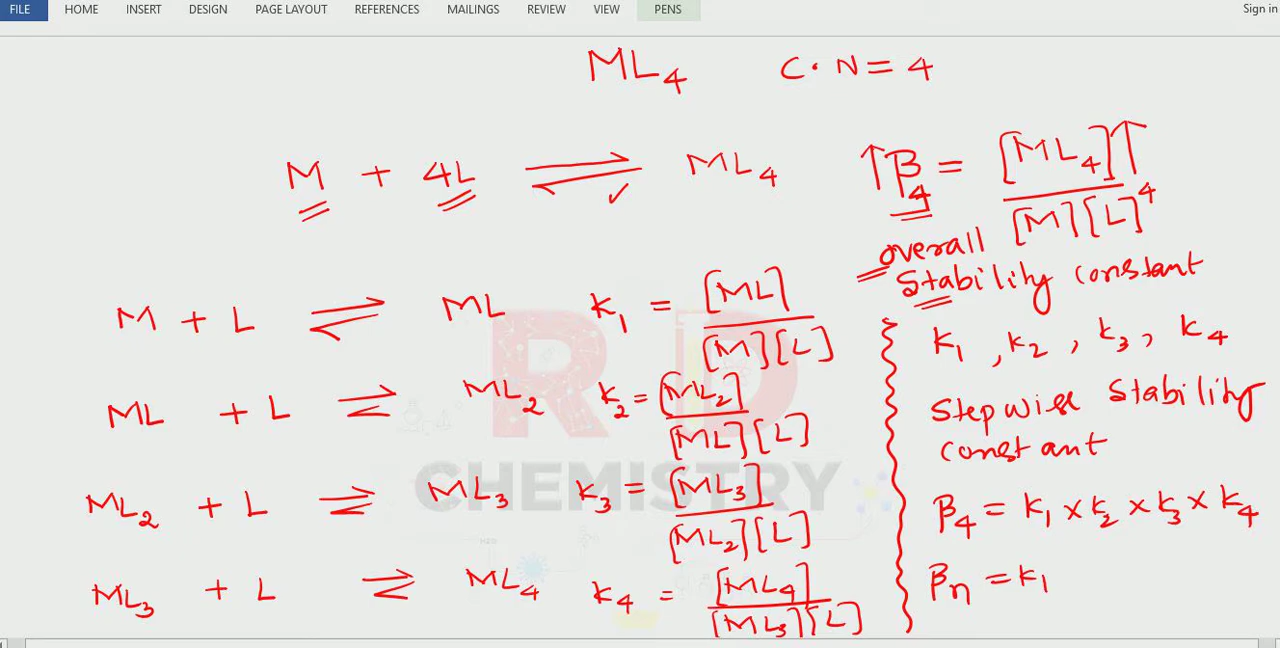 FILE HOME INSERT DESIGN PAGE LAYOUT REFERENCES MAILINGS REVIEW VIEW PENS Sign in
ML₄ C.N = 4
M + 4L ⇌ ML₄ ↑β₄ = [ML₄]↑ / [M][L]⁴
overall
Stability constant
M + L ⇌ ML K₁ = [ML] / [M][L]
K₁, K₂, K₃, K₄
ML + L ⇌ ML₂ K₂ = [ML₂] / [ML][L]
Stepwise Stability
constant
RD
CHEMISTRY
ML₂ + L ⇌ ML₃ K₃ = [ML₃] / [ML₂][L]
β₄ = K₁ × K₂ × K₃ × K₄
ML₃ + L ⇌ ML₄ K₄ = [ML₄] / [ML₃][L]
βn = K₁